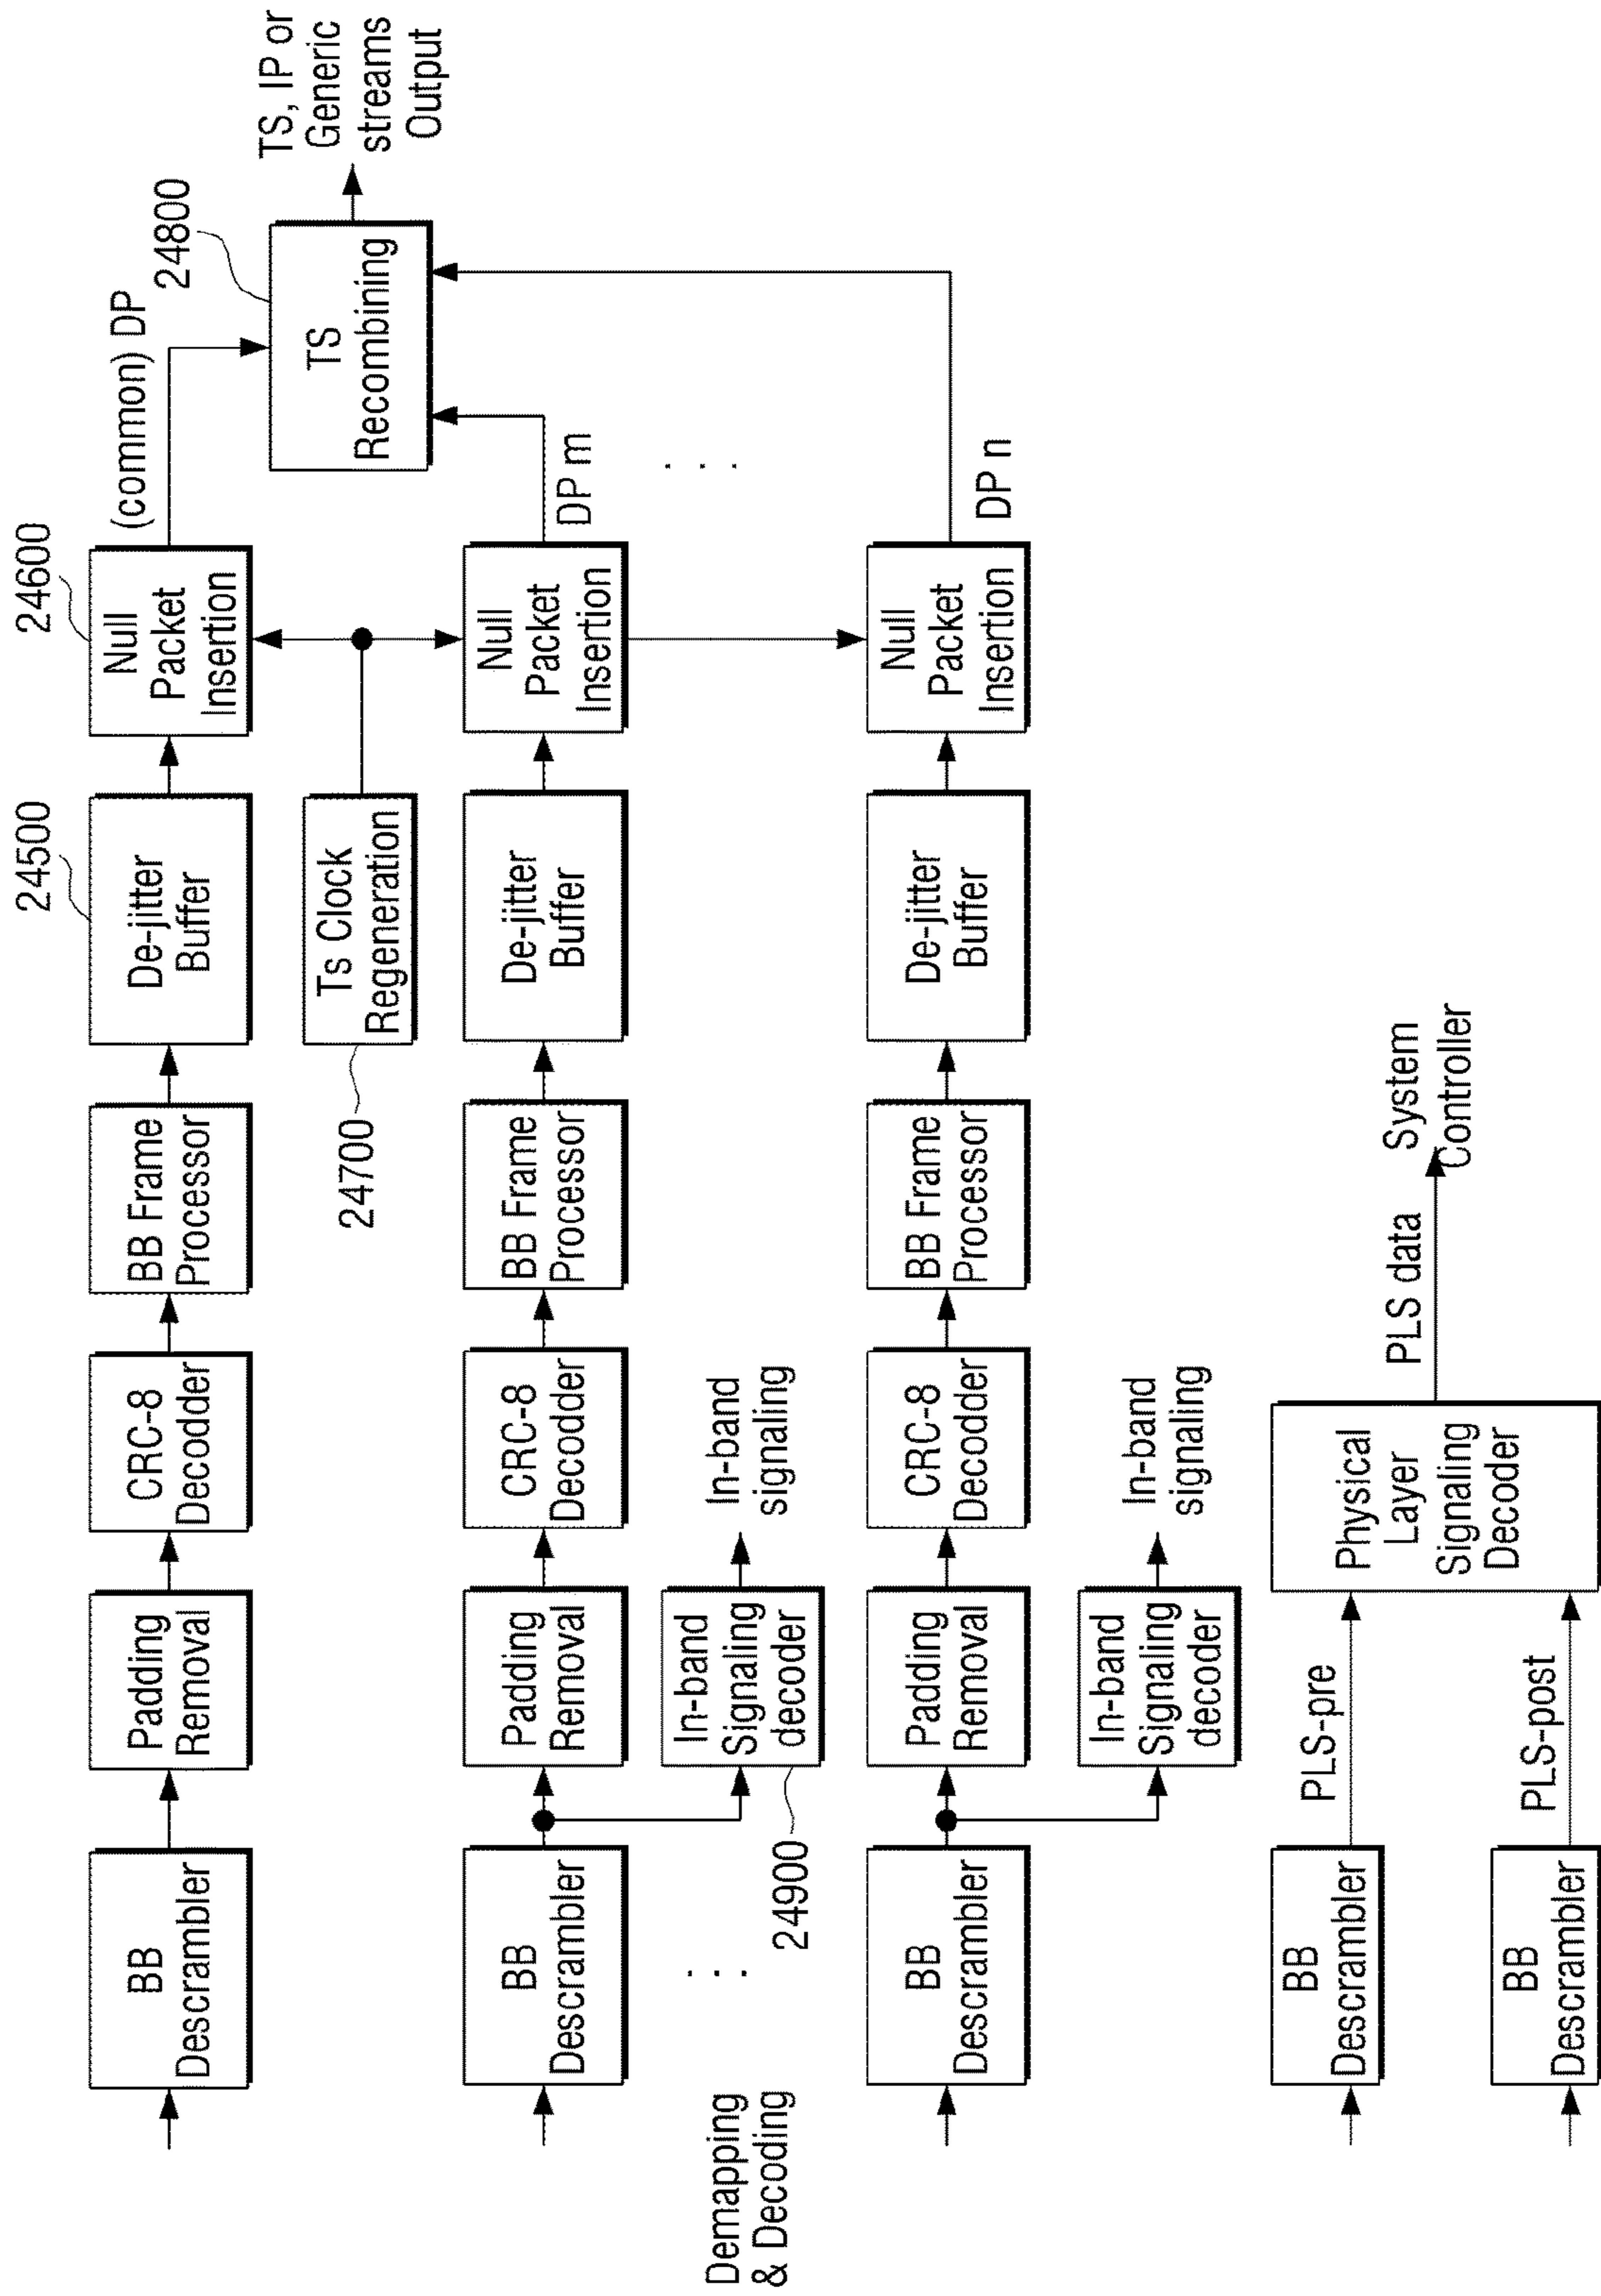 BB
Descrambler
Padding
Removal
CRC-8
Decodder
BB Frame
Processor
De-jitter
Buffer
24500
Null
Packet
Insertion
24600
(common) DP
Ts Clock
Regeneration
24700
TS
Recombining
24800
TS, IP or
Generic
streams
Output
BB
Descrambler
Padding
Removal
CRC-8
Decodder
BB Frame
Processor
De-jitter
Buffer
Null
Packet
Insertion
DP m
In-band
Signaling
decoder
24900
In-band
signaling
. . .
. . .
Demapping
& Decoding
BB
Descrambler
Padding
Removal
CRC-8
Decodder
BB Frame
Processor
De-jitter
Buffer
Null
Packet
Insertion
DP n
In-band
Signaling
decoder
In-band
signaling
BB
Descrambler
PLS-pre
BB
Descrambler
PLS-post
Physical
Layer
Signaling
Decoder
PLS data
System
Controller